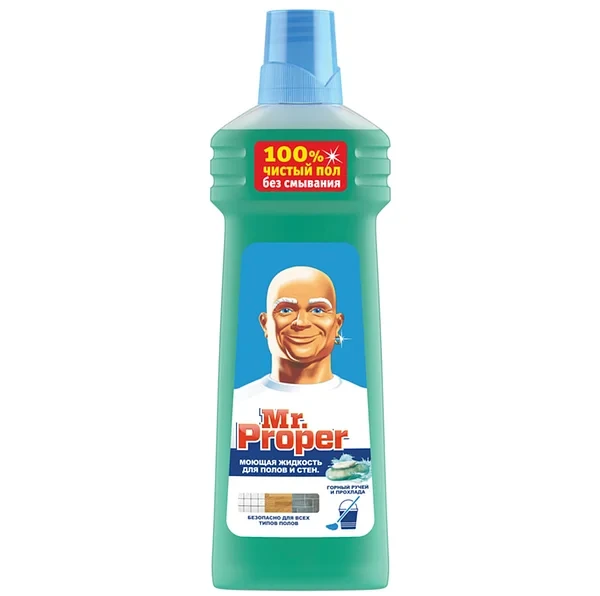 100%
ЧИСТЫЙ ПОЛ
БЕЗ СМЫВАНИЯ
Mr.
Proper
МОЮЩАЯ ЖИДКОСТЬ
ДЛЯ ПОЛОВ И СТЕН.
ГОРНЫЙ РУЧЕЙ
И ПРОХЛАДА
БЕЗОПАСНО ДЛЯ ВСЕХ
ТИПОВ ПОЛОВ